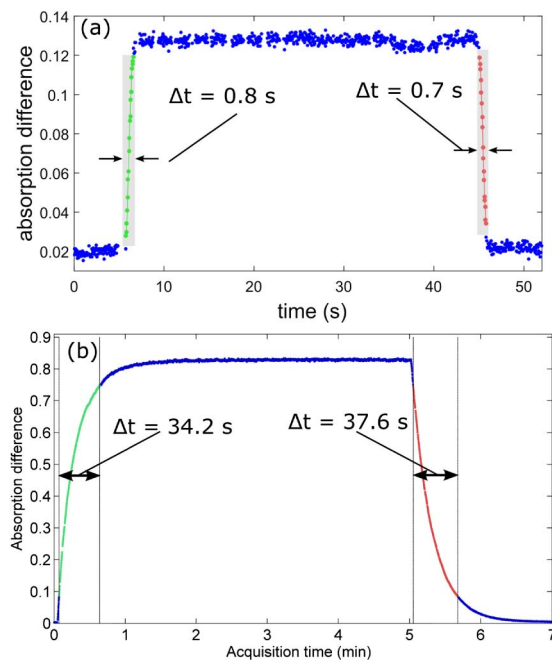 (a)
0.14
0.12
0.10
0.08
0.06
0.04
0.02
absorption difference
Δt = 0.8 s
Δt = 0.7 s
0 10 20 30 40 50
time (s)
(b)
0.9
0.8
0.7
0.6
0.5
0.4
0.3
0.2
0.1
0
Absorption difference
Δt = 34.2 s
Δt = 37.6 s
0 1 2 3 4 5 6 7
Acquisition time (min)